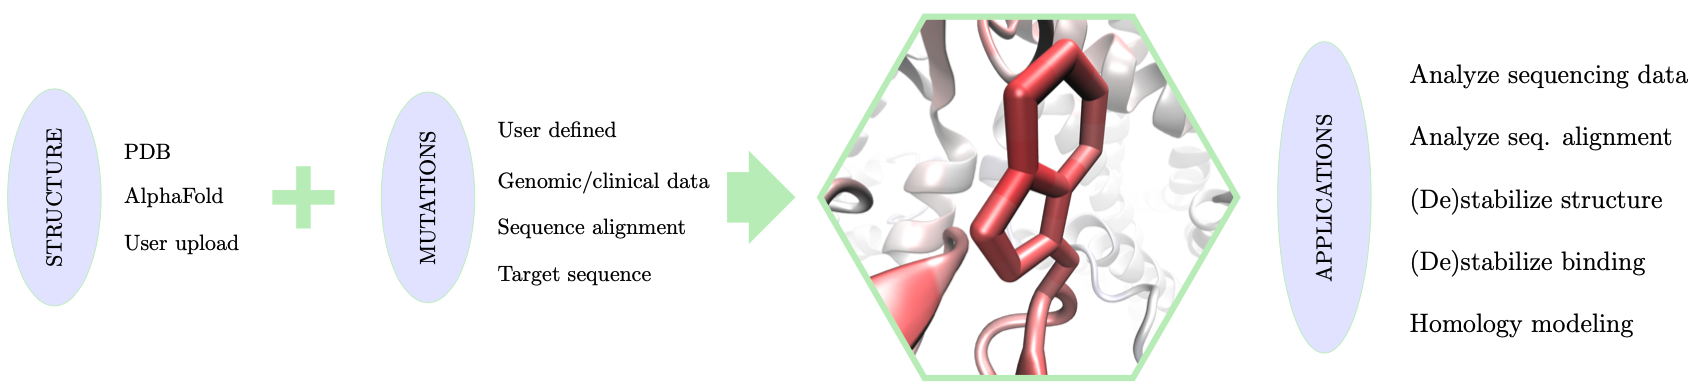 STRUCTURE
PDB
AlphaFold
User upload
MUTATIONS
User defined
Genomic/clinical data
Sequence alignment
Target sequence
APPLICATIONS
Analyze sequencing data
Analyze seq. alignment
(De)stabilize structure
(De)stabilize binding
Homology modeling